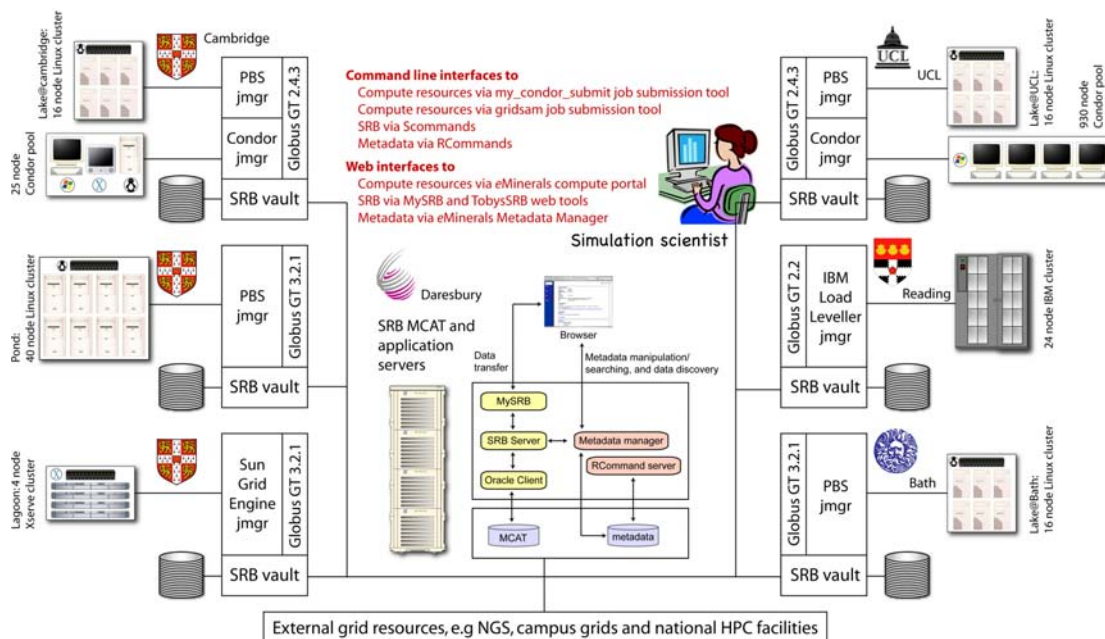 Lake@cambridge:
16 node Linux cluster
Cambridge
PBS
jmgr
Condor
jmgr
Globus GT 2.4.3
SRB vault
25 node
Condor pool
Command line interfaces to
Compute resources via my_condor_submit job submission tool
Compute resources via gridsam job submission tool
SRB via Scommands
Metadata via RCommands
Web interfaces to
Compute resources via eMinerals compute portal
SRB via MySRB and TobysSRB web tools
Metadata via eMinerals Metadata Manager
Simulation scientist
Globus GT 2.4.3
PBS
jmgr
Condor
jmgr
SRB vault
UCL
UCL
Lake@UCL:
16 node Linux cluster
930 node
Condor pool
Pond:
40 node Linux cluster
PBS
jmgr
Globus GT 3.2.1
SRB vault
Daresbury
SRB MCAT and
application
servers
Browser
Data
transfer
Metadata manipulation/
searching, and data discovery
MySRB
SRB Server
Metadata manager
RCommand server
Oracle Client
MCAT
metadata
Globus GT 2.2
IBM
Load
Leveller
jmgr
SRB vault
Reading
24 node IBM cluster
Lagoon: 4 node
Xserve cluster
Sun
Grid
Engine
jmgr
Globus GT 3.2.1
SRB vault
Globus GT 3.2.1
PBS
jmgr
SRB vault
Bath
Lake@Bath:
16 node Linux cluster
External grid resources, e.g NGS, campus grids and national HPC facilities